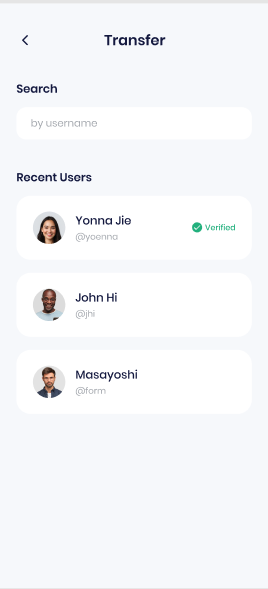 Transfer
Search
by username
Recent Users
Yonna Jie
@yoenna
Verified
John Hi
@jhi
Masayoshi
@form